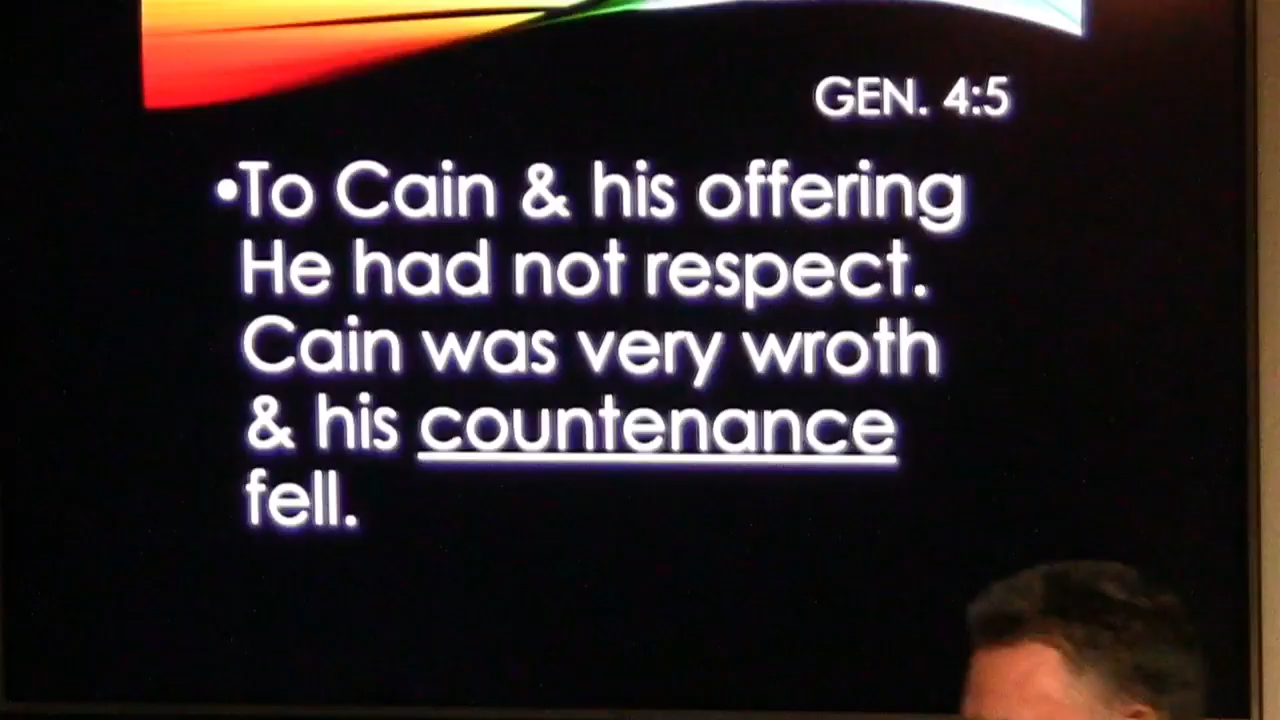 GEN. 4:5
•To Cain & his offering
He had not respect.
Cain was very wroth
& his countenance
fell.